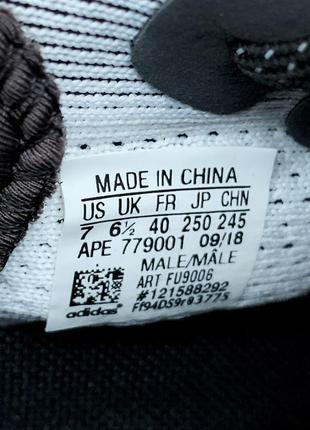 MADE IN CHINA
US UK FR JP CHN
7 6½ 40 250 245
APE 779001 09/18
MALE/MÂLE
ART FU9006
#121588292
Ff94DS9r93775
adidas